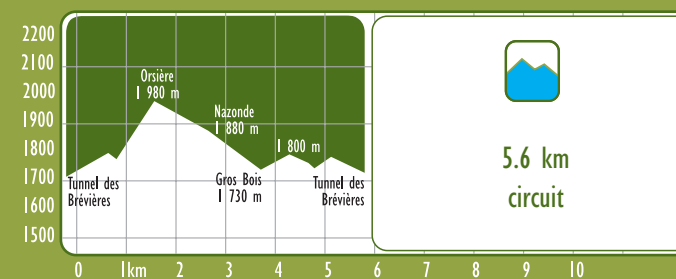 2200
2100
2000
1900
1800
1700
1600
1500
Orsière
1 980 m
Nazonde
1 880 m
1 800 m
Tunnel des
Brévières
Gros Bois
1 730 m
Tunnel des
Brévières
0 1km 2 3 4 5 6 7 8 9 10
5.6 km
circuit